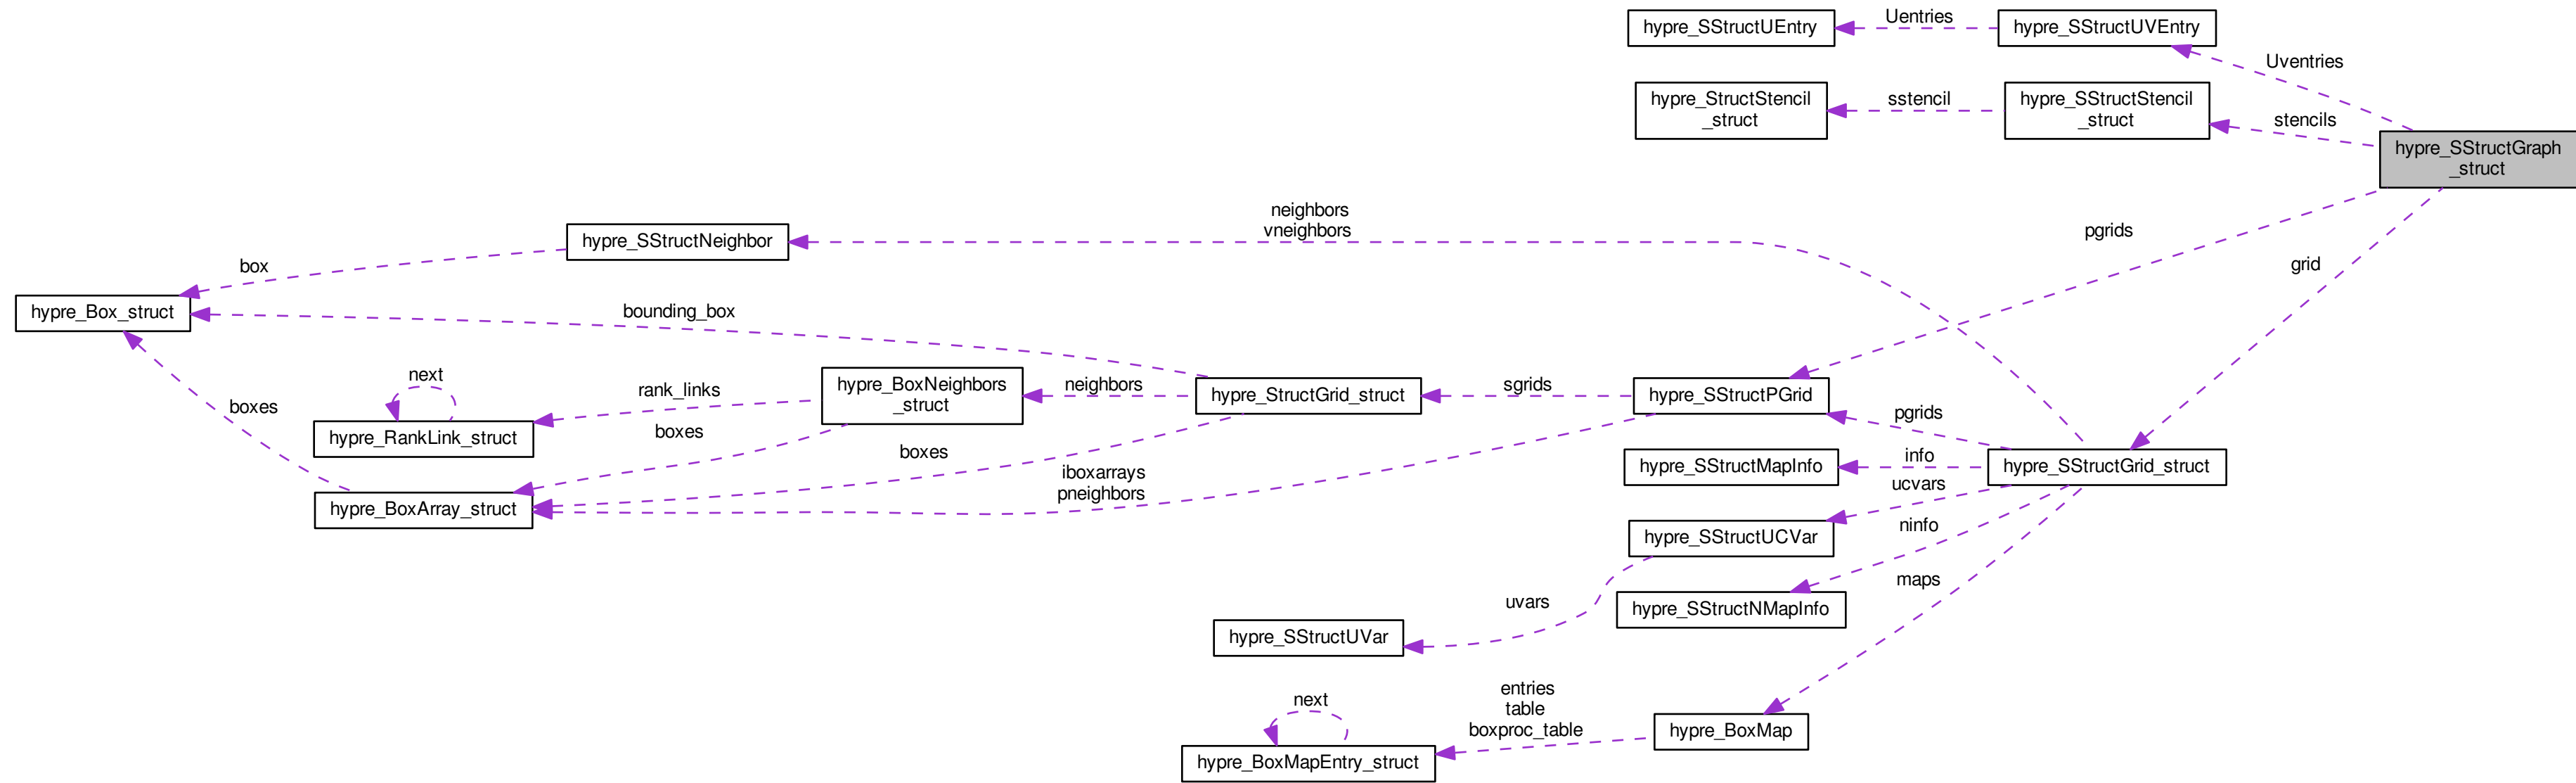 hypre_SStructUEntry
Uentries
hypre_SStructUVEntry
Uventries
hypre_StructStencil
_struct
sstencil
hypre_SStructStencil
_struct
stencils
hypre_SStructGraph
_struct
neighbors
vneighbors
pgrids
hypre_SStructNeighbor
grid
box
hypre_Box_struct
bounding_box
next
rank_links
hypre_BoxNeighbors
_struct
neighbors
hypre_StructGrid_struct
sgrids
hypre_SStructPGrid
boxes
pgrids
hypre_RankLink_struct
boxes
boxes
info
hypre_SStructMapInfo
hypre_SStructGrid_struct
iboxarrays
pneighbors
ucvars
hypre_BoxArray_struct
ninfo
hypre_SStructUCVar
maps
uvars
hypre_SStructNMapInfo
hypre_SStructUVar
entries
table
boxproc_table
next
hypre_BoxMap
hypre_BoxMapEntry_struct